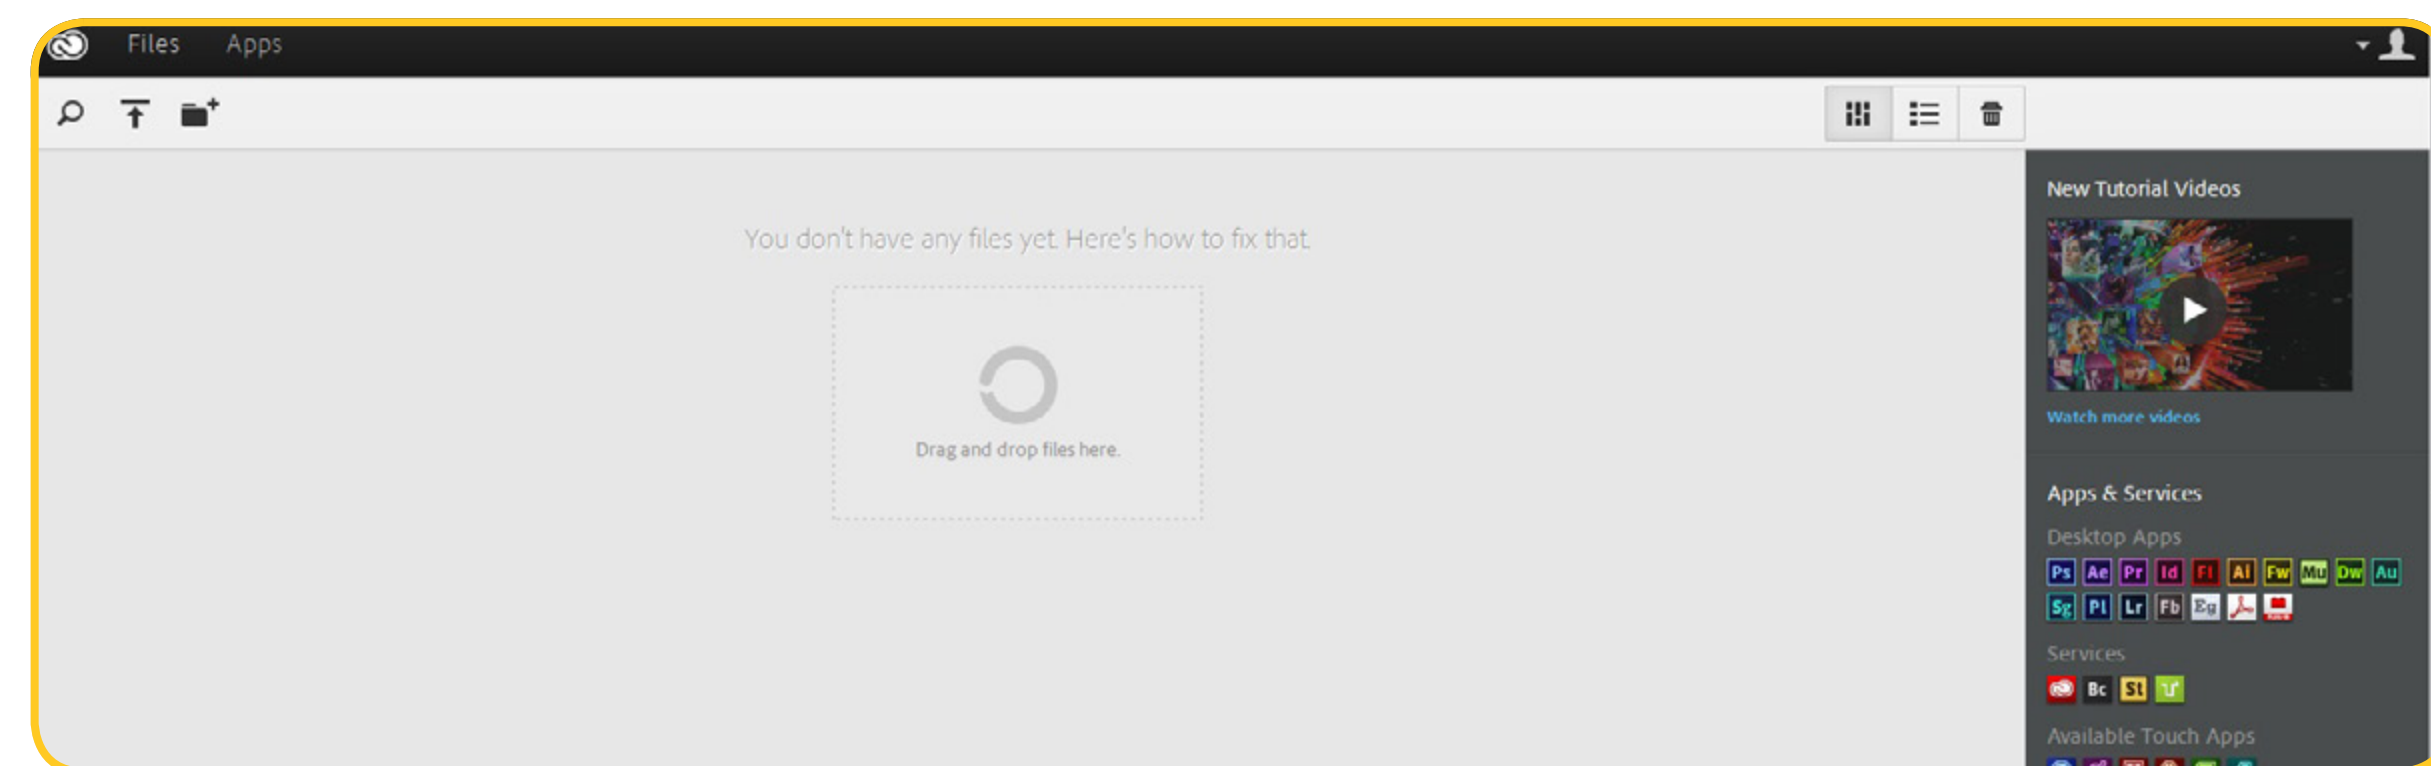 Files Apps
You don't have any files yet. Here's how to fix that.
Drag and drop files here.
New Tutorial Videos
Watch more videos
Apps & Services
Desktop Apps
Ps Ae Pr Id Fl Ai Fw Mu Dw Au
Sg Pl Lr Fb Eg
Services
Bc St
Available Touch Apps